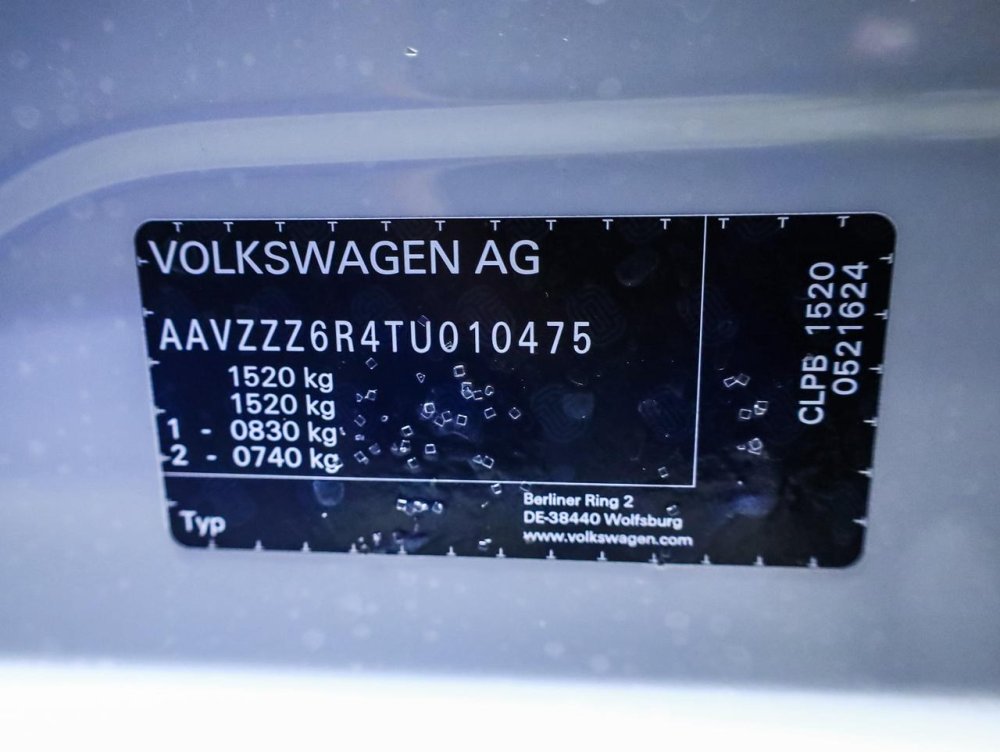 VOLKSWAGEN AG
AAVZZZ6R4TU010475
1520 kg
1520 kg
1 - 0830 kg
2 - 0740 kg
Typ
Berliner Ring 2
DE-38440 Wolfsburg
www.volkswagen.com
CLPB 1520
0521624